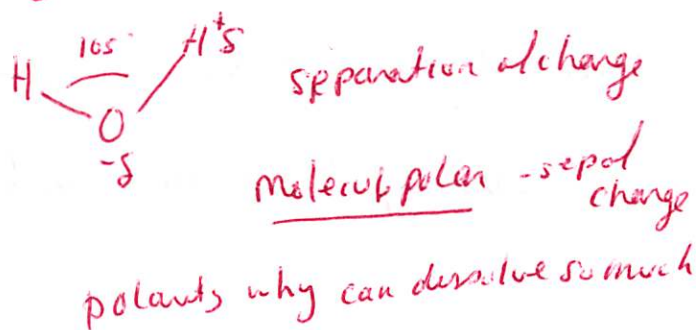 105°
H H +δ
O
-δ
separation of charge
molecule polar - sep of
charge
polarity why can dissolve so much